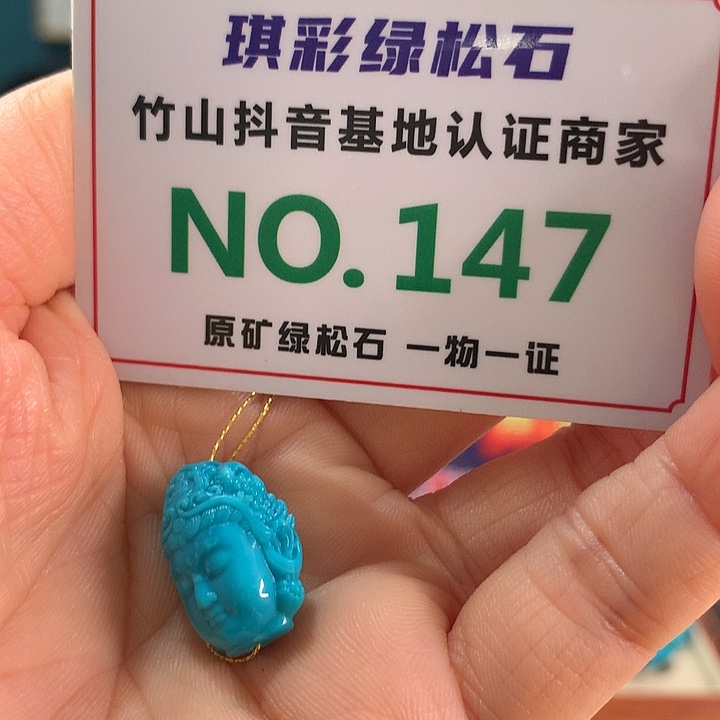 琪彩绿松石
竹山抖音基地认证商家
NO.147
原矿绿松石 一物一证